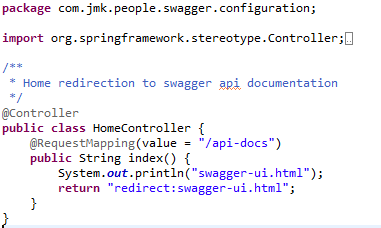 package com.jmk.people.swagger.configuration;
import org.springframework.stereotype.Controller;
/**
 * Home redirection to swagger api documentation
 */
@Controller
public class HomeController {
    @RequestMapping(value = "/api-docs")
    public String index() {
        System.out.println("swagger-ui.html");
        return "redirect:swagger-ui.html";
    }
}